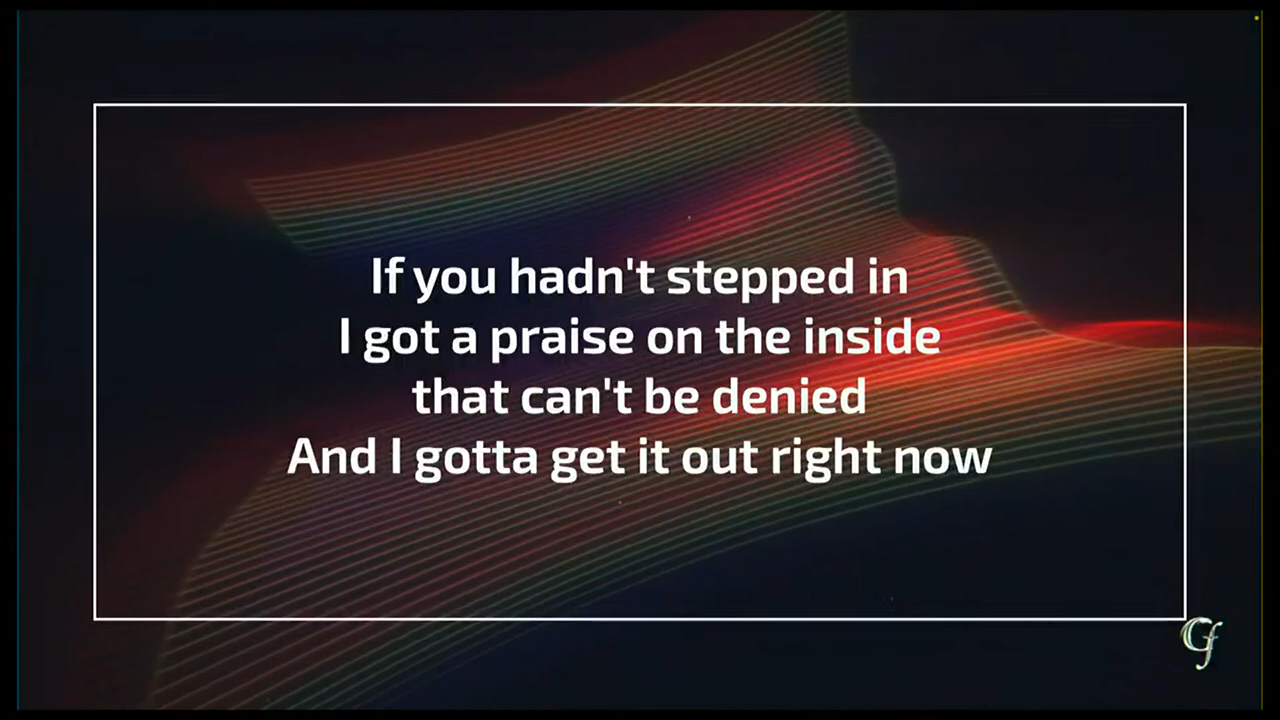 If you hadn't stepped in
I got a praise on the inside
that can't be denied
And I gotta get it out right now
Cf